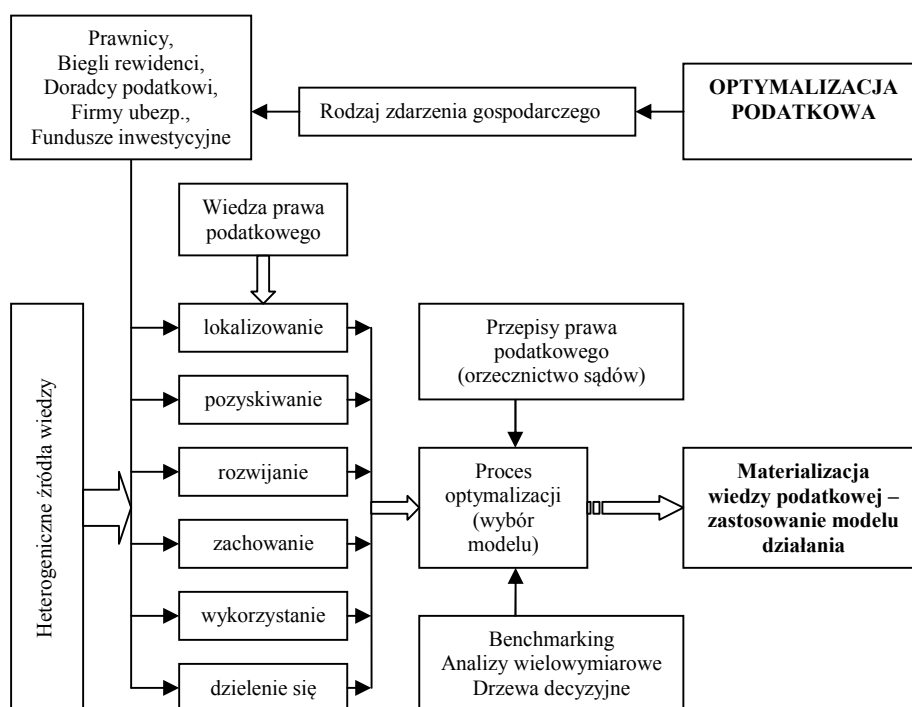 Prawnicy,
Biegli rewidenci,
Doradcy podatkowi,
Firmy ubezp.,
Fundusze inwestycyjne
Rodzaj zdarzenia gospodarczego
OPTYMALIZACJA
PODATKOWA
Wiedza prawa
podatkowego
Heterogeniczne źródła wiedzy
lokalizowanie
pozyskiwanie
rozwijanie
zachowanie
wykorzystanie
dzielenie się
Przepisy prawa
podatkowego
(orzecznictwo sądów)
Proces
optymalizacji
(wybór
modelu)
Benchmarking
Analizy wielowymiarowe
Drzewa decyzyjne
Materializacja
wiedzy podatkowej –
zastosowanie modelu
działania